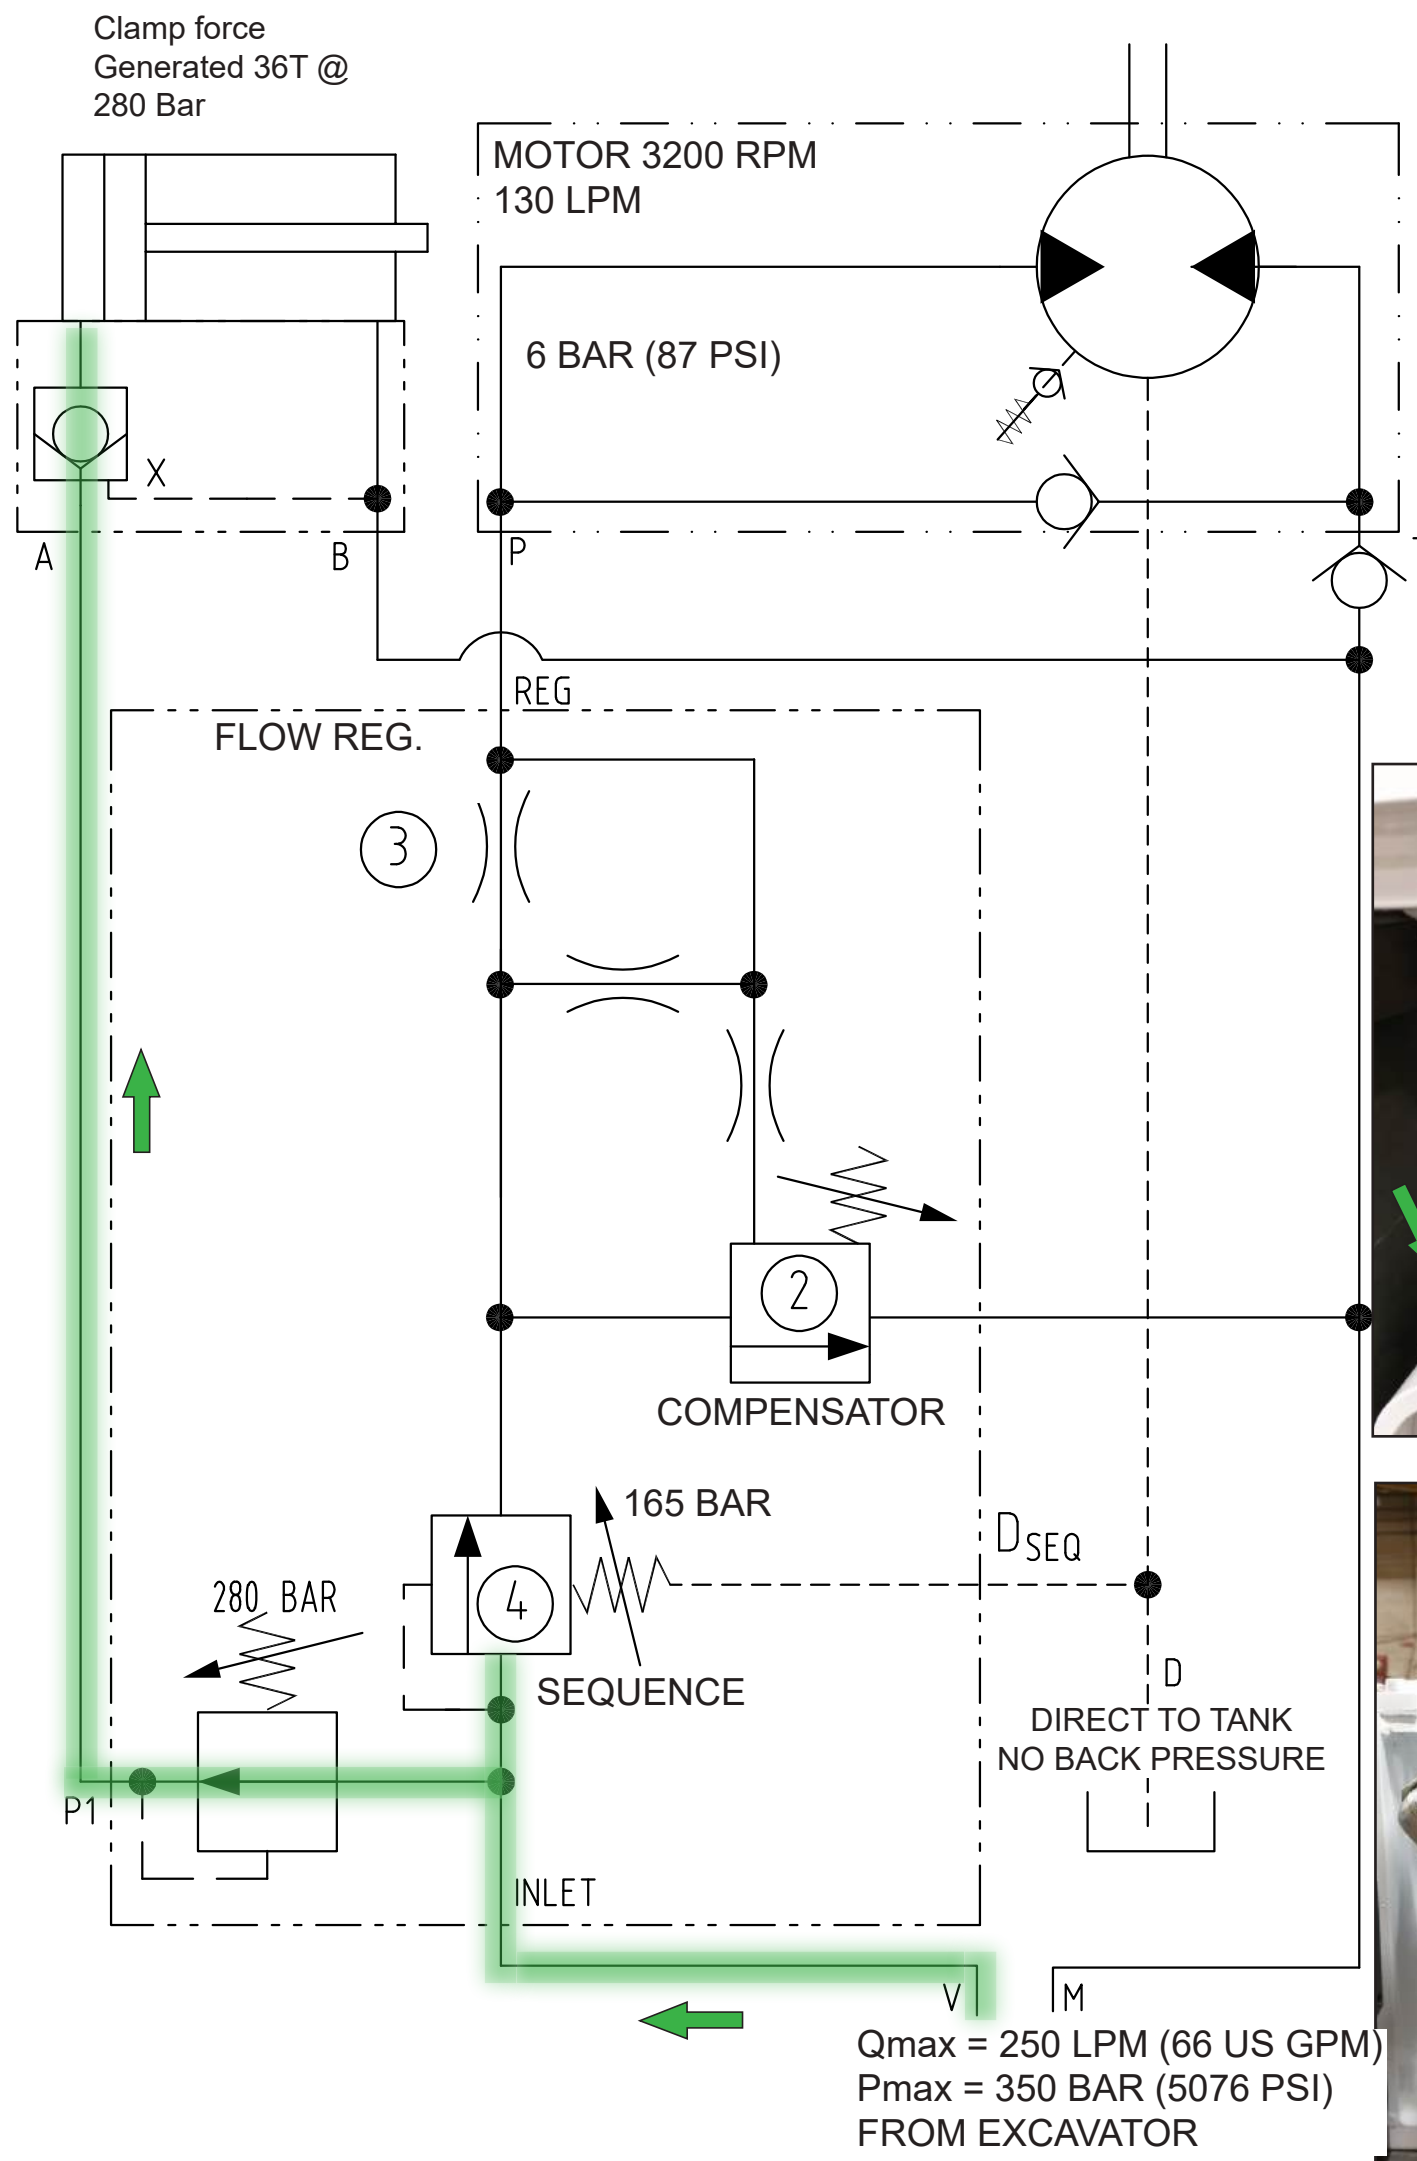 Clamp force
Generated 36T @
280 Bar
MOTOR 3200 RPM
130 LPM
6 BAR (87 PSI)
X
A
B
P
REG
FLOW REG.
3
2
COMPENSATOR
165 BAR
DSEQ
280 BAR
4
SEQUENCE
D
DIRECT TO TANK
NO BACK PRESSURE
P1
INLET
V
M
Qmax = 250 LPM (66 US GPM)
Pmax = 350 BAR (5076 PSI)
FROM EXCAVATOR